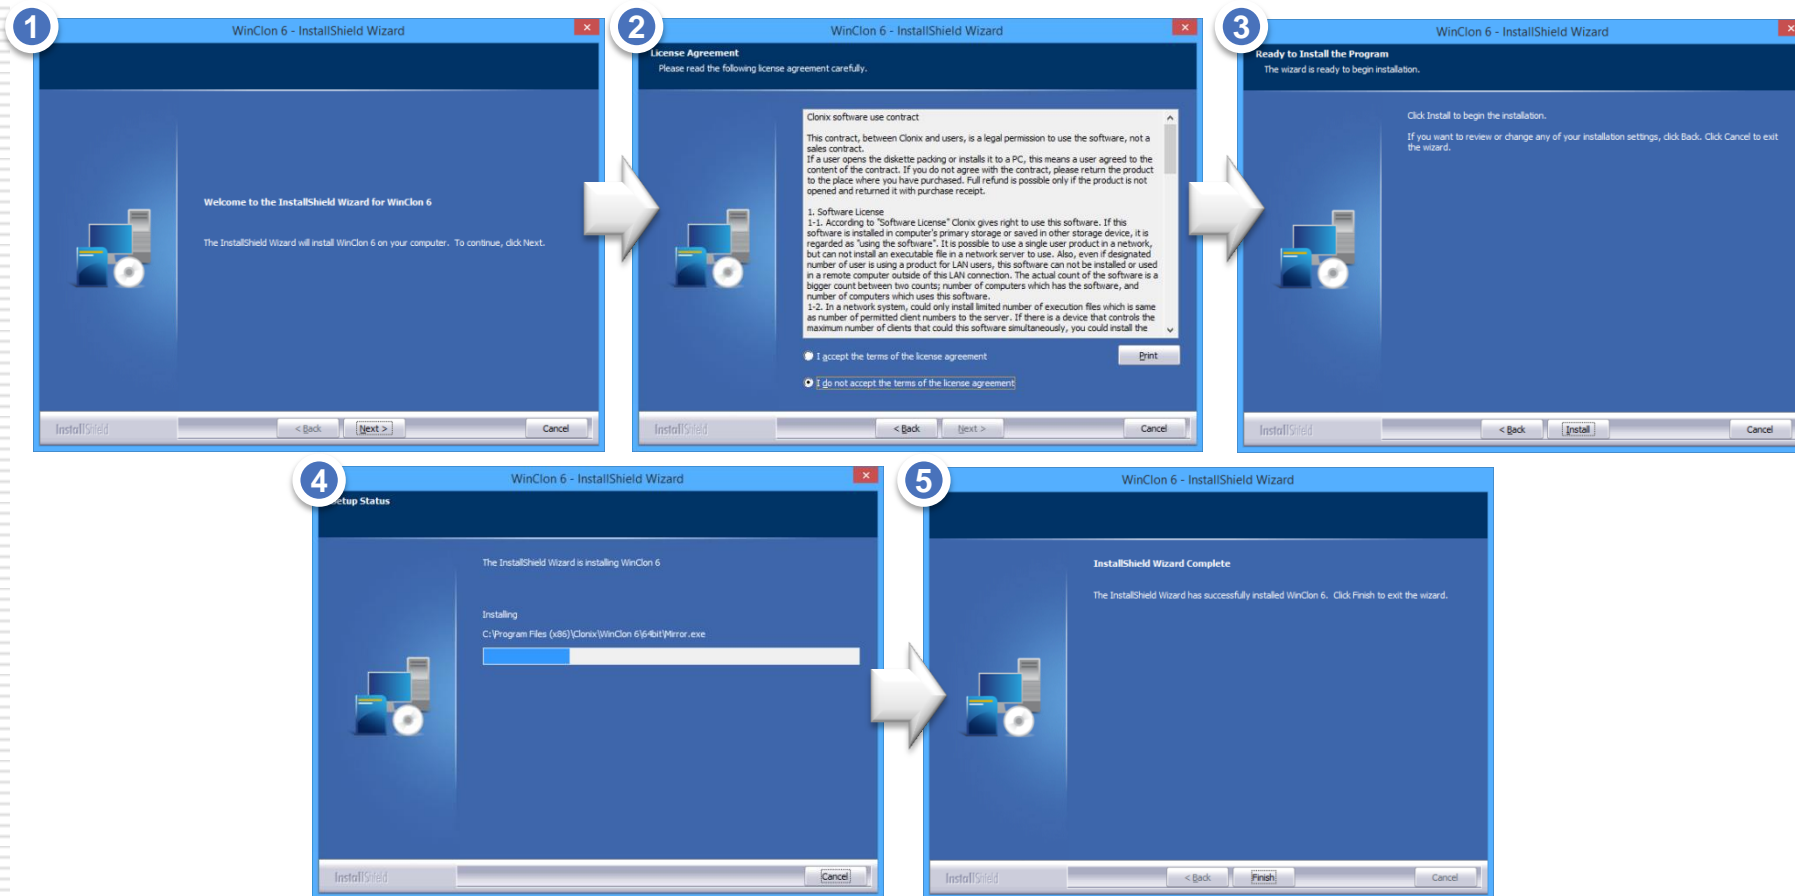 1
WinClon 6 - InstallShield Wizard
Welcome to the InstallShield Wizard for WinClon 6
The InstallShield Wizard will install WinClon 6 on your computer. To continue, click Next.
InstallShield
< Back
Next >
Cancel
2
WinClon 6 - InstallShield Wizard
License Agreement
Please read the following license agreement carefully.
Clonix software use contract
This contract, between Clonix and users, is a legal permission to use the software, not a
sales contract.
If a user opens the diskette packing or installs it to a PC, this means a user agreed to the
content of the contract. If you do not agree with the contract, please return the product
to the place where you have purchased. Full refund is possible only if the product is not
opened and returned it with purchase receipt.
1. Software License
1-1. According to "Software License" Clonix gives right to use this software. If this
software is installed in computer's primary storage or saved in other storage device, it is
regarded as "using the software". It is possible to use a single user product in a network,
but can not install an executable file in a network server to use. Also, even if designated
number of user is using a product for LAN users, this software can not be installed or used
in a remote computer outside of this LAN connection. The actual count of the software is a
bigger count between two counts; number of computers which has the software, and
number of computers which uses this software.
1-2. In a network system, could only install limited number of execution files which is same
as number of permitted client numbers to the server. If there is a device that controls the
maximum number of clients that could this software simultaneously, you could install the
I accept the terms of the license agreement
Print
I do not accept the terms of the license agreement
InstallShield
< Back
Next >
Cancel
3
WinClon 6 - InstallShield Wizard
Ready to Install the Program
The wizard is ready to begin installation.
Click Install to begin the installation.
If you want to review or change any of your installation settings, click Back. Click Cancel to exit
the wizard.
InstallShield
< Back
Install
Cancel
4
WinClon 6 - InstallShield Wizard
etup Status
The InstallShield Wizard is installing WinClon 6
Installing
C:\Program Files (x86)\Clonix\WinClon 6\64bit\Mirror.exe
InstallShield
Cancel
5
WinClon 6 - InstallShield Wizard
InstallShield Wizard Complete
The InstallShield Wizard has successfully installed WinClon 6. Click Finish to exit the wizard.
InstallShield
< Back
Finish
Cancel